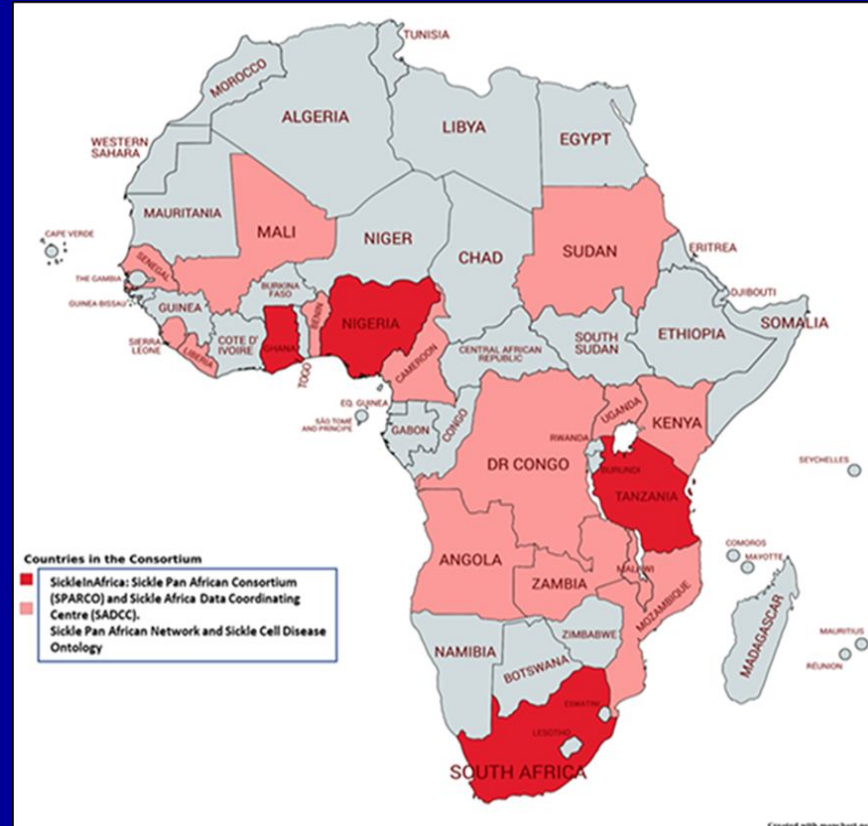 TUNISIA
MOROCCO
ALGERIA
LIBYA
EGYPT
WESTERN
SAHARA
MAURITANIA
MALI
NIGER
CHAD
SUDAN
ERITREA
CAPE VERDE
SENEGAL
THE GAMBIA
GUINEA BISSAU
GUINEA
BURKINA
FASO
BENIN
NIGERIA
DJIBOUTI
SOMALIA
ETHIOPIA
SOUTH
SUDAN
SIERRA
LEONE
LIBERIA
COTE D'
IVOIRE
GHANA
TOGO
CAMEROON
CENTRAL AFRICAN
REPUBLIC
EQ. GUINEA
SÃO TOMÉ
AND PRINCIPE
GABON
CONGO
UGANDA
KENYA
RWANDA
DR CONGO
BURUNDI
TANZANIA
SEYCHELLES
COMOROS
MAYOTTE
ANGOLA
ZAMBIA
MALAWI
MOZAMBIQUE
MADAGASCAR
MAURITIUS
RÉUNION
NAMIBIA
ZIMBABWE
BOTSWANA
ESWATINI
LESOTHO
SOUTH AFRICA
Countries in the Consortium
SickleInAfrica: Sickle Pan African Consortium
(SPARCO) and Sickle Africa Data Coordinating
Centre (SADCC).
Sickle Pan African Network and Sickle Cell Disease
Ontology